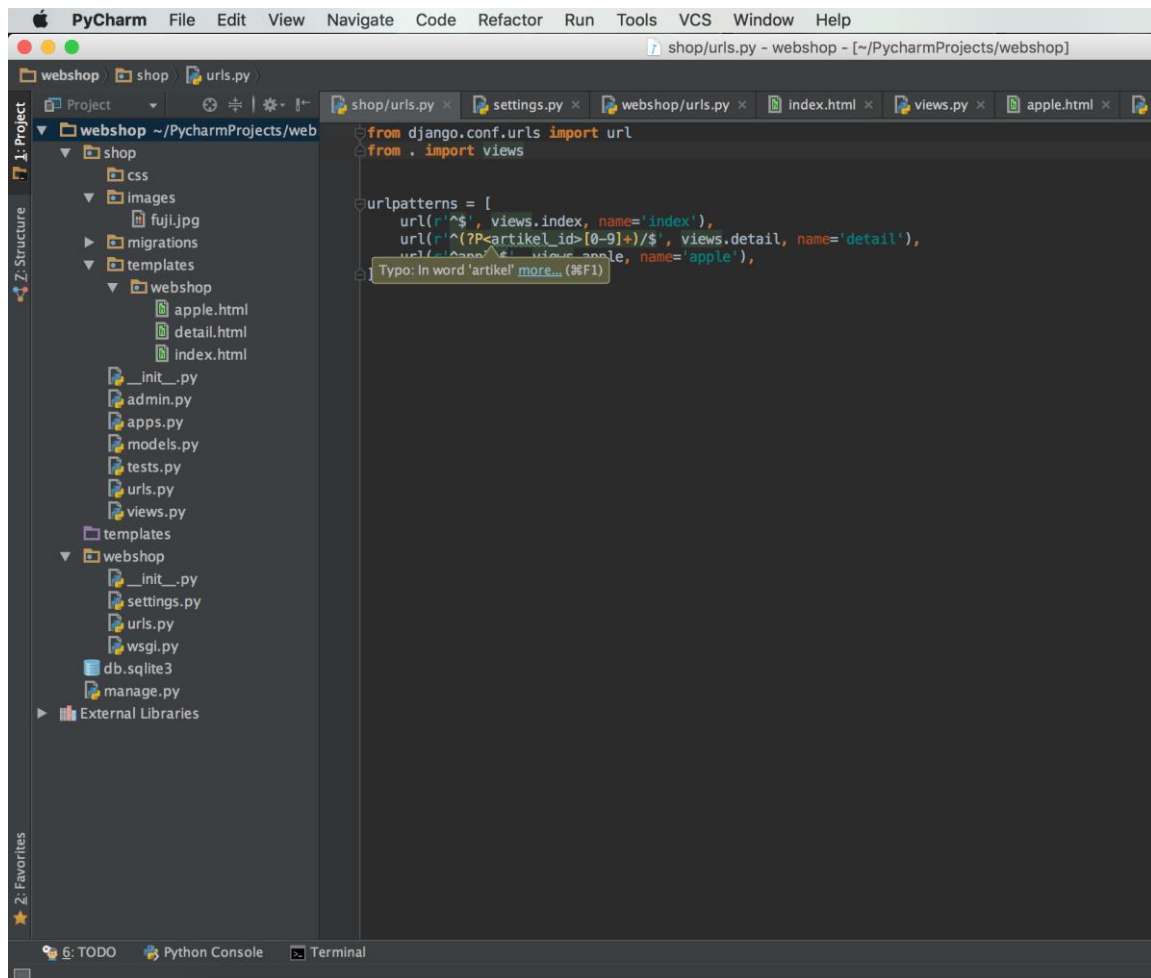 PyCharm File Edit View Navigate Code Refactor Run Tools VCS Window Help
shop/urls.py - webshop - [~/PycharmProjects/webshop]
webshop shop urls.py
Project
shop/urls.py × settings.py × webshop/urls.py × index.html × views.py × apple.html ×
1: Project
Z: Structure
2: Favorites
webshop ~/PycharmProjects/web
shop
css
images
fuji.jpg
migrations
templates
webshop
apple.html
detail.html
index.html
__init__.py
admin.py
apps.py
models.py
tests.py
urls.py
views.py
templates
webshop
__init__.py
settings.py
urls.py
wsgi.py
db.sqlite3
manage.py
External Libraries
from django.conf.urls import url
from . import views
urlpatterns = [
url(r'^$', views.index, name='index'),
url(r'^(?P<artikel_id>[0-9]+)/$', views.detail, name='detail'),
name='apple'),
]
Typo: In word 'artikel' more... (⌘F1)
6: TODO Python Console Terminal